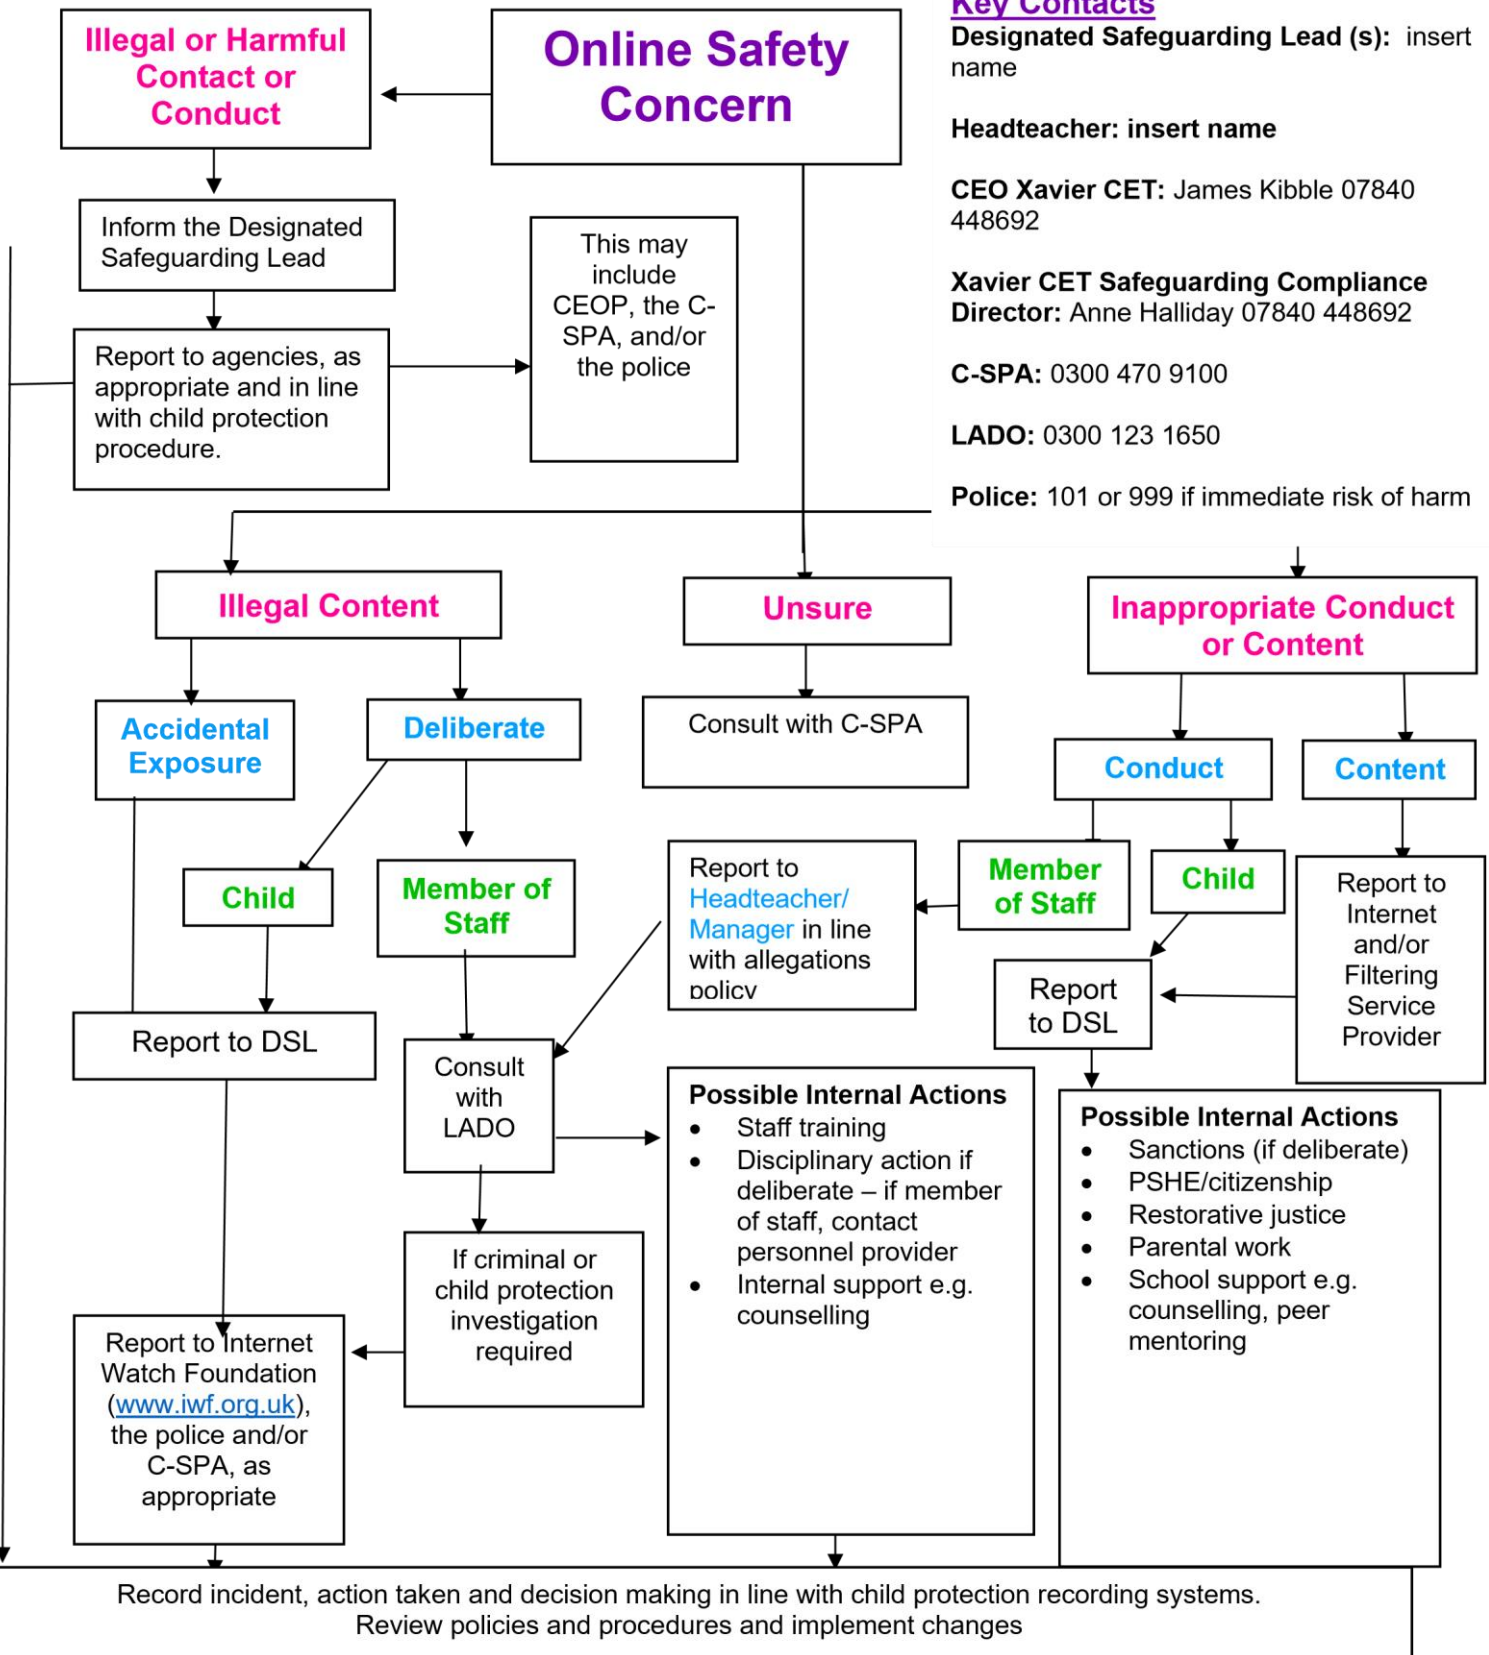 Illegal or Harmful
Contact or
Conduct
Online Safety
Concern
Key Contacts
Designated Safeguarding Lead (s): insert
name
Headteacher: insert name
CEO Xavier CET: James Kibble 07840
448692
Xavier CET Safeguarding Compliance
Director: Anne Halliday 07840 448692
C-SPA: 0300 470 9100
LADO: 0300 123 1650
Police: 101 or 999 if immediate risk of harm
Inform the Designated
Safeguarding Lead
This may
include
CEOP, the C-
SPA, and/or
the police
Report to agencies, as
appropriate and in line
with child protection
procedure.
Illegal Content
Unsure
Inappropriate Conduct
or Content
Accidental
Exposure
Deliberate
Consult with C-SPA
Conduct
Content
Child
Member of
Staff
Report to
Headteacher/
Manager in line
with allegations
policy
Member
of Staff
Child
Report to
Internet
and/or
Filtering
Service
Provider
Report to DSL
Consult
with
LADO
Report
to DSL
Possible Internal Actions
• Staff training
• Disciplinary action if
deliberate – if member
of staff, contact
personnel provider
• Internal support e.g.
counselling
Possible Internal Actions
• Sanctions (if deliberate)
• PSHE/citizenship
• Restorative justice
• Parental work
• School support e.g.
counselling, peer
mentoring
If criminal or
child protection
investigation
required
Report to Internet
Watch Foundation
(www.iwf.org.uk),
the police and/or
C-SPA, as
appropriate
Record incident, action taken and decision making in line with child protection recording systems.
Review policies and procedures and implement changes